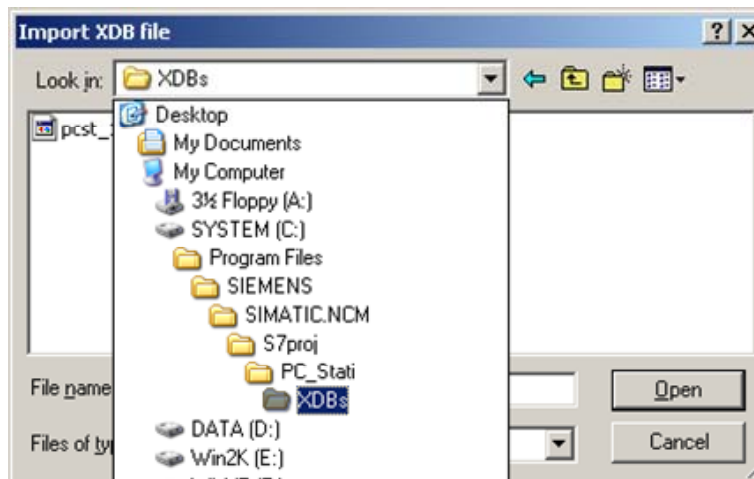 Import XDB file
Look in: XDBs
Desktop
pcst_
My Documents
My Computer
3½ Floppy (A:)
SYSTEM (C:)
Program Files
SIEMENS
SIMATIC.NCM
S7proj
PC_Stati
XDBs
File name
Open
DATA (D:)
Files of ty
Cancel
Win2K (E:)